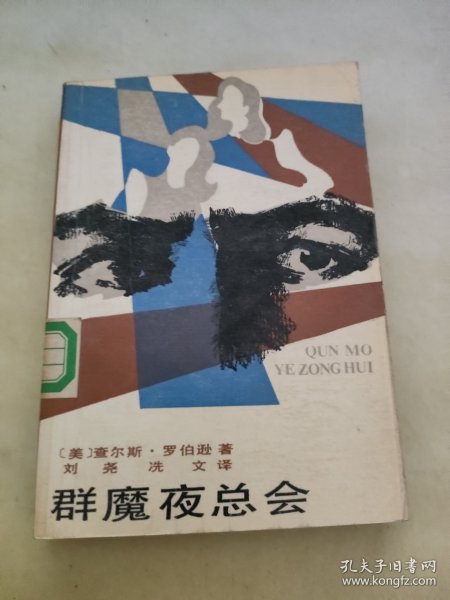 QUN MO
YE ZONG HUI
〔美〕查尔斯·罗伯逊著
刘尧 冼文译
群魔夜总会
孔夫子旧书网
www.kongfz.com